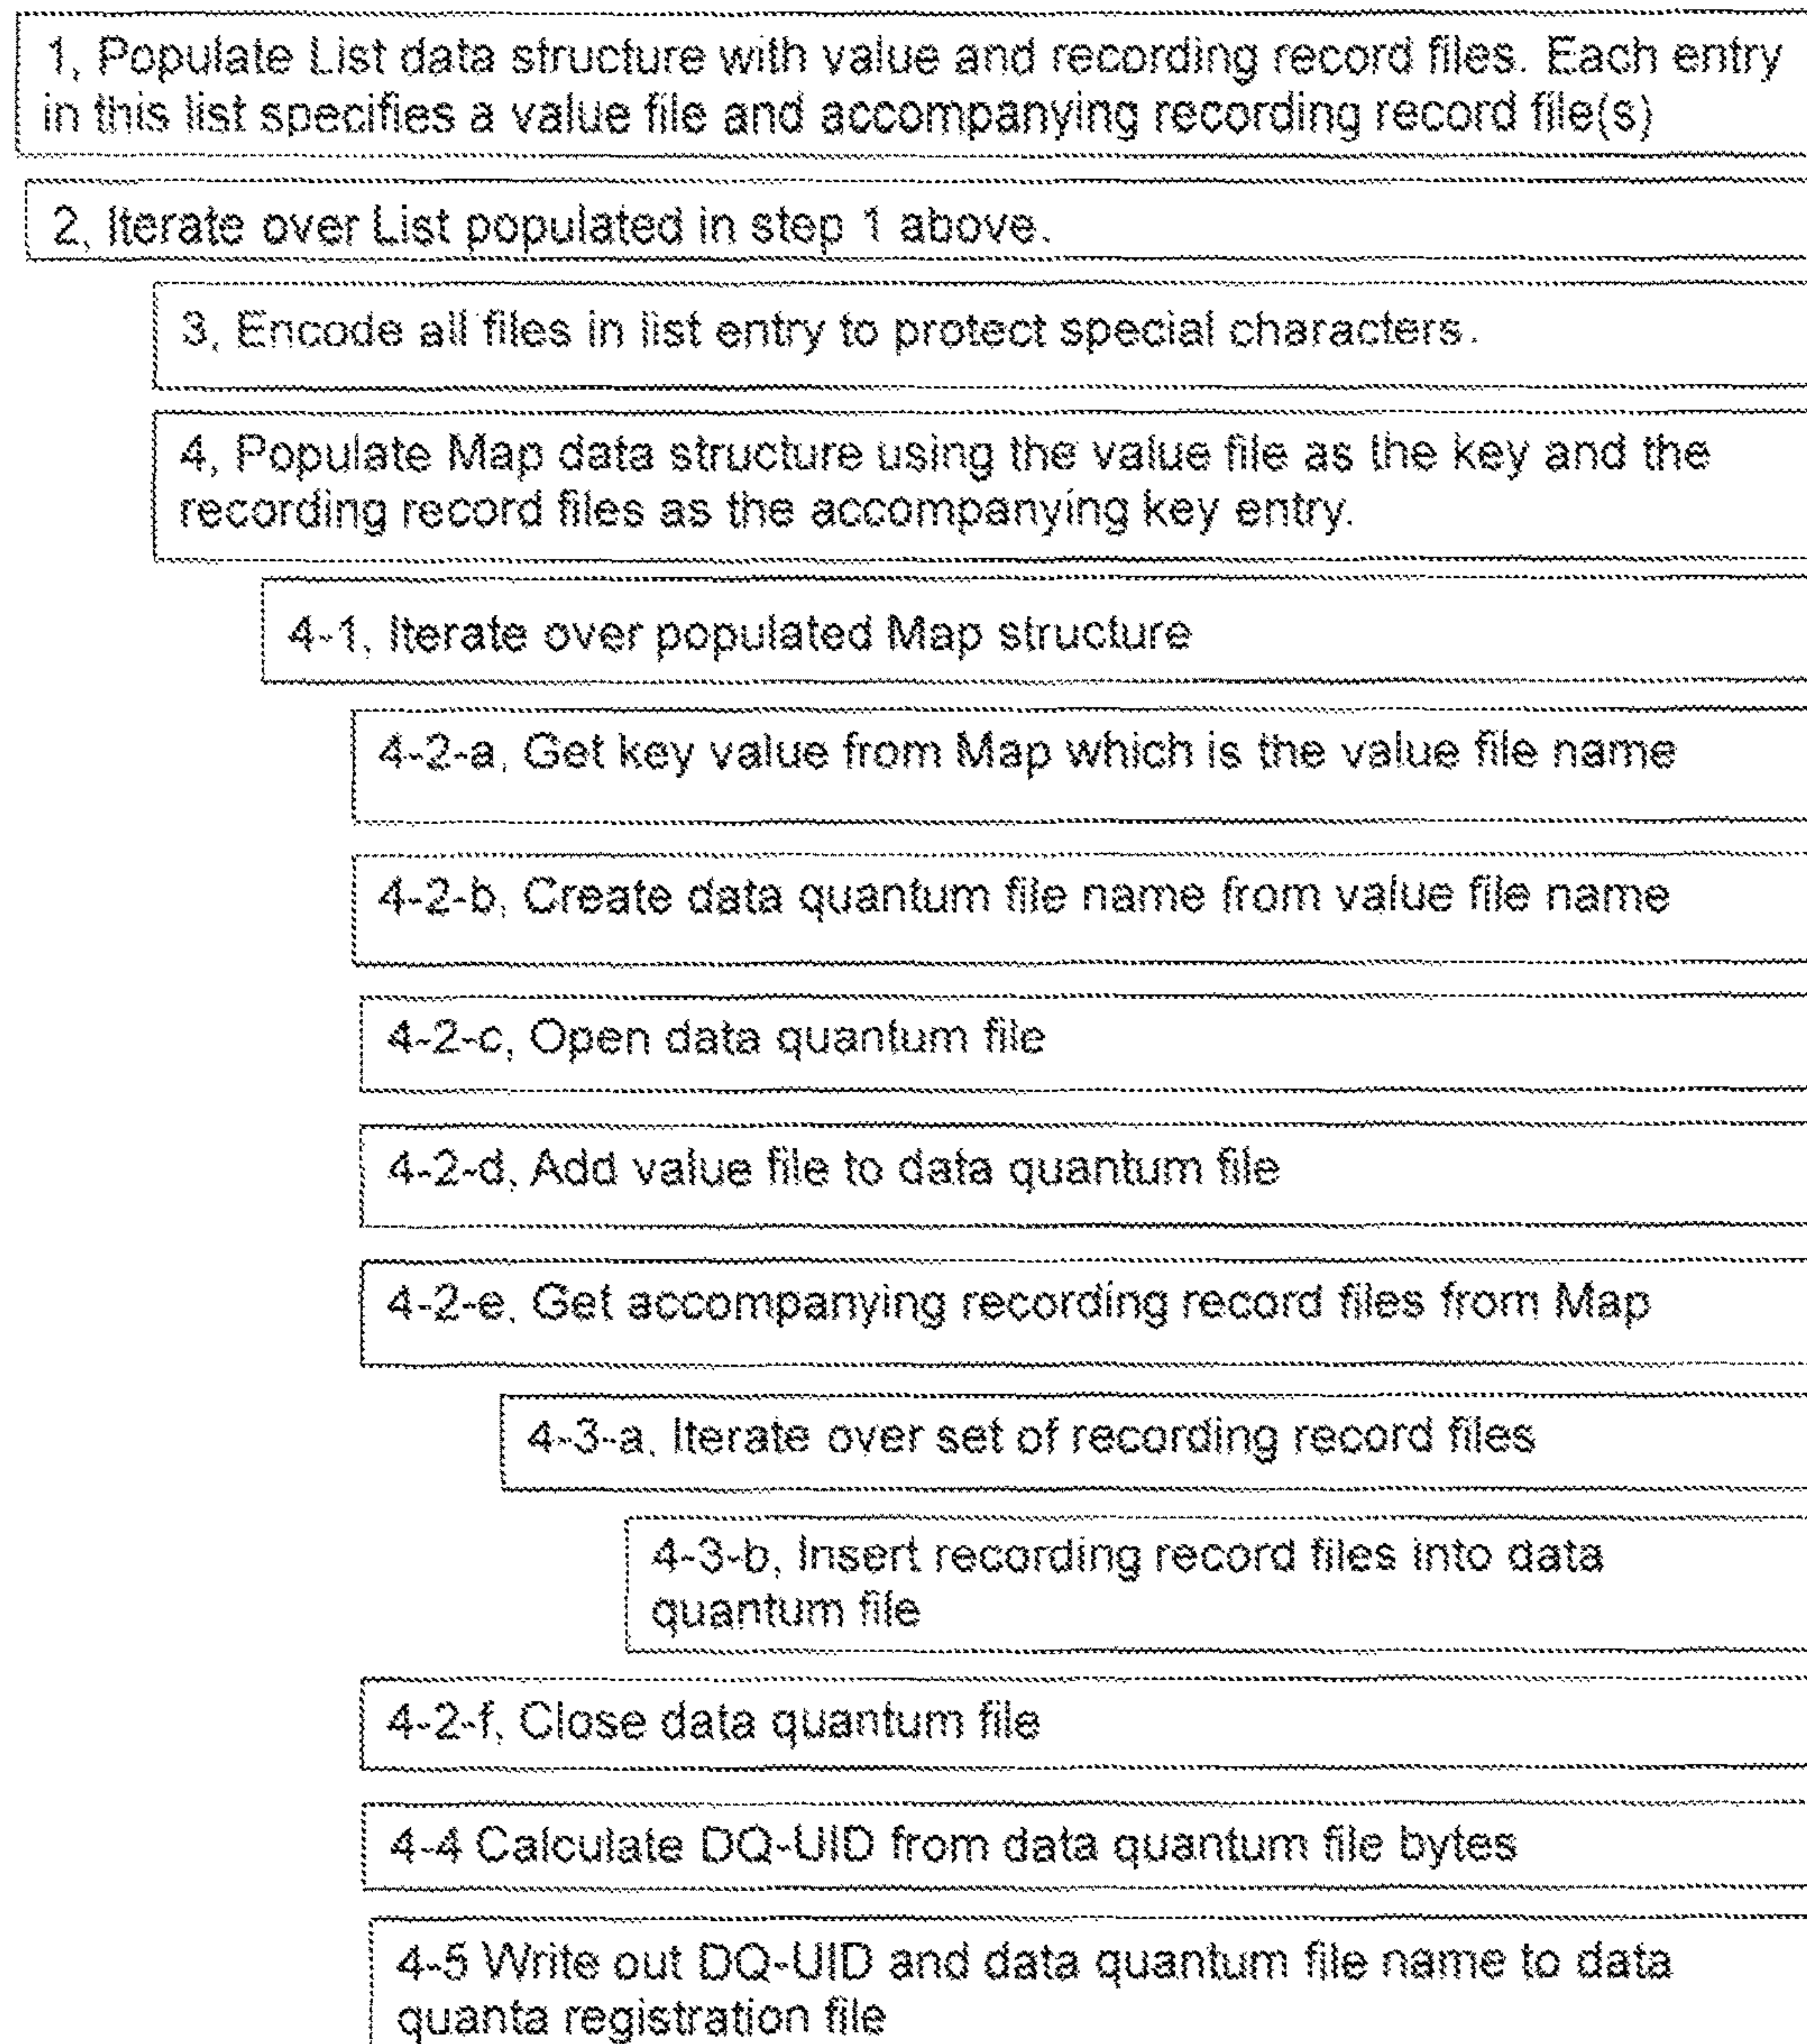 1, Populate List data structure with value and recording record files. Each entry
in this list specifies a value file and accompanying recording record file(s)
2, Iterate over List populated in step 1 above.
3, Encode all files in list entry to protect special characters.
4, Populate Map data structure using the value file as the key and the
recording record files as the accompanying key entry.
4-1, Iterate over populated Map structure
4-2-a, Get key value from Map which is the value file name
4-2-b, Create data quantum file name from value file name
4-2-c, Open data quantum file
4-2-d, Add value file to data quantum file
4-2-e, Get accompanying recording record files from Map
4-3-a, Iterate over set of recording record files
4-3-b, Insert recording record files into data
quantum file
4-2-f, Close data quantum file
4-4 Calculate DQ-UID from data quantum file bytes
4-5 Write out DQ-UID and data quantum file name to data
quanta registration file